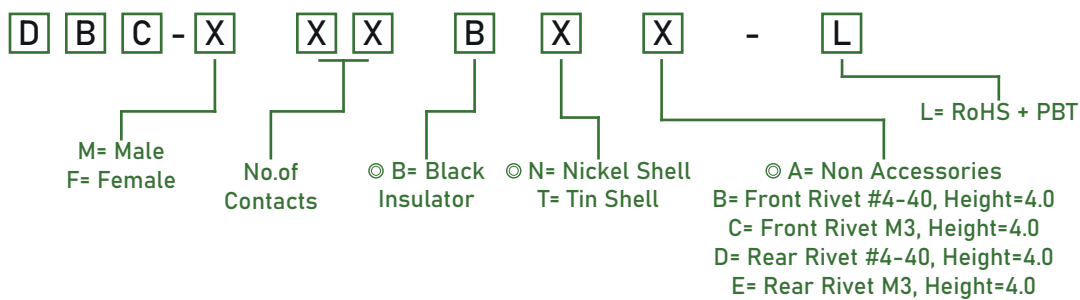 D B C - X X X B X X - L
L= RoHS + PBT
M= Male
F= Female
No.of
Contacts
◎ B= Black
Insulator
◎ N= Nickel Shell
T= Tin Shell
◎ A= Non Accessories
B= Front Rivet #4-40, Height=4.0
C= Front Rivet M3, Height=4.0
D= Rear Rivet #4-40, Height=4.0
E= Rear Rivet M3, Height=4.0